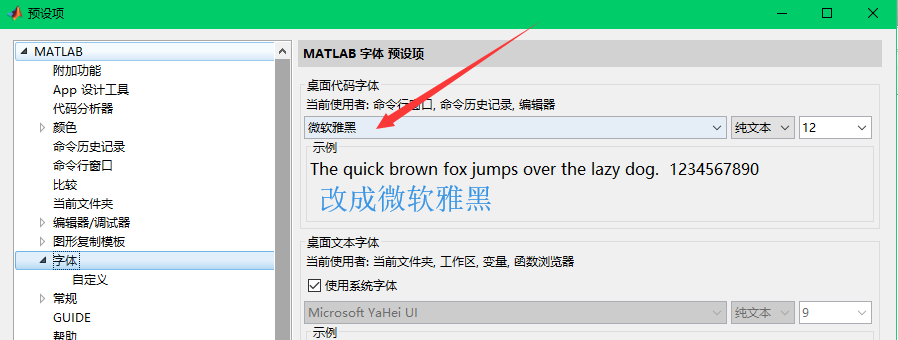 预设项
MATLAB
附加功能
App 设计工具
代码分析器
颜色
命令历史记录
命令行窗口
比较
当前文件夹
编辑器/调试器
图形复制模板
字体
自定义
常规
GUIDE
帮助
MATLAB 字体 预设项
桌面代码字体
当前使用者: 命令行窗口, 命令历史记录, 编辑器
微软雅黑 纯文本 12
示例
The quick brown fox jumps over the lazy dog. 1234567890
改成微软雅黑
桌面文本字体
当前使用者: 当前文件夹, 工作区, 变量, 函数浏览器
使用系统字体
Microsoft YaHei UI 纯文本 9
示例